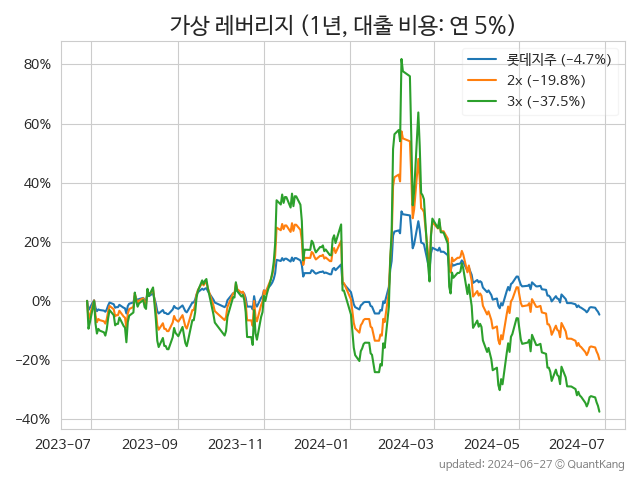 가상 레버리지 (1년, 대출 비용: 연 5%)
롯데지주 (−4.7%)
2x (−19.8%)
3x (−37.5%)
80%
60%
40%
20%
0%
−20%
−40%
2023-07 2023-09 2023-11 2024-01 2024-03 2024-05 2024-07
updated: 2024-06-27 © QuantKang